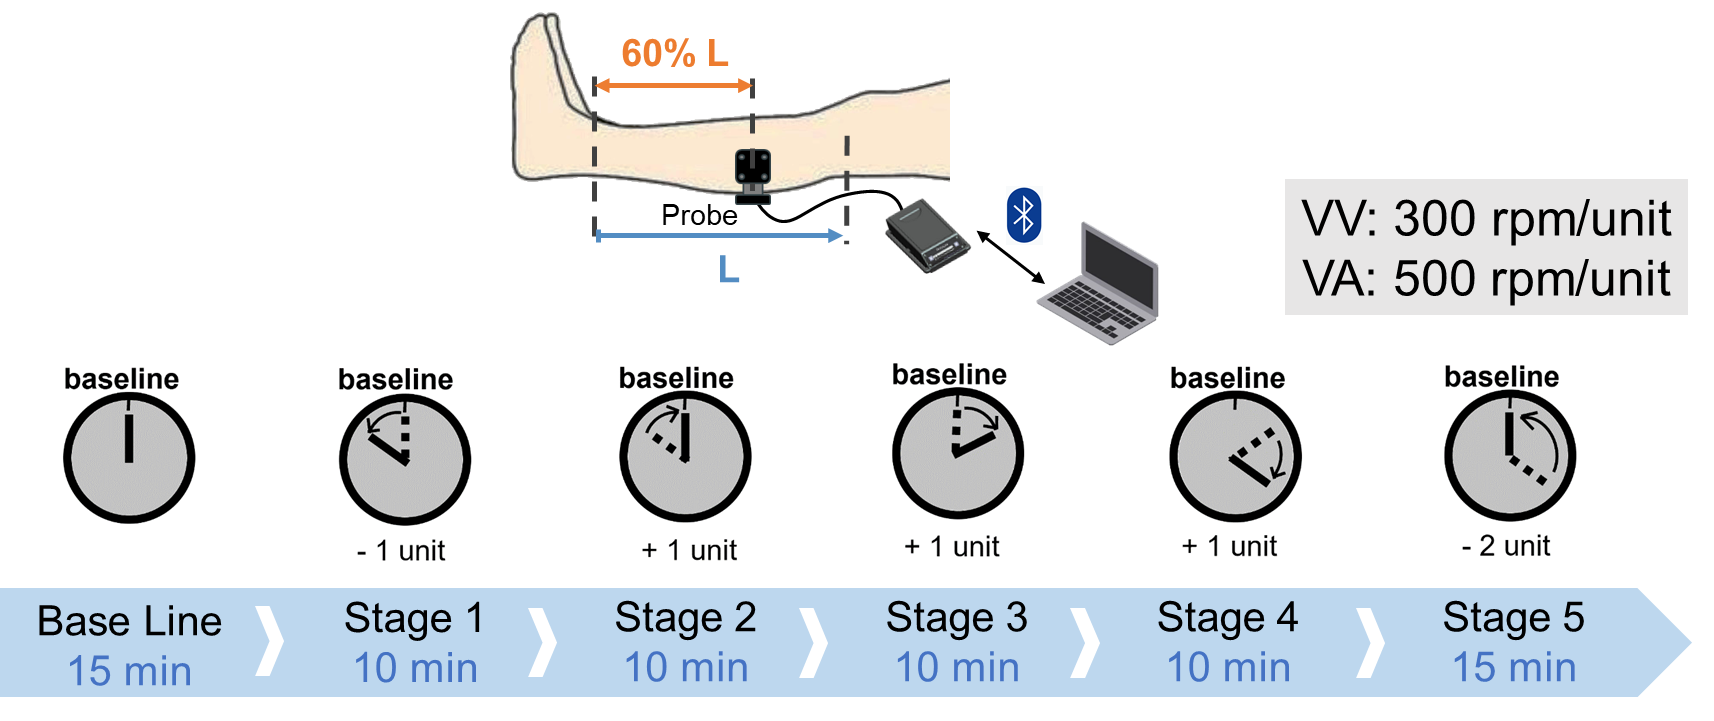 60% L
Probe
L
VV: 300 rpm/unit
VA: 500 rpm/unit
baseline
baseline
baseline
baseline
baseline
baseline
- 1 unit
+ 1 unit
+ 1 unit
+ 1 unit
- 2 unit
Base Line
15 min
Stage 1
10 min
Stage 2
10 min
Stage 3
10 min
Stage 4
10 min
Stage 5
15 min